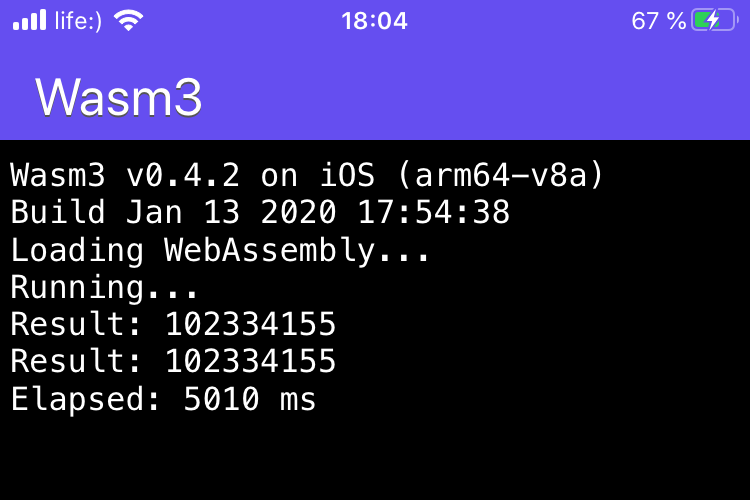 life:) 18:04 67 %
Wasm3
Wasm3 v0.4.2 on iOS (arm64-v8a)
Build Jan 13 2020 17:54:38
Loading WebAssembly...
Running...
Result: 102334155
Result: 102334155
Elapsed: 5010 ms